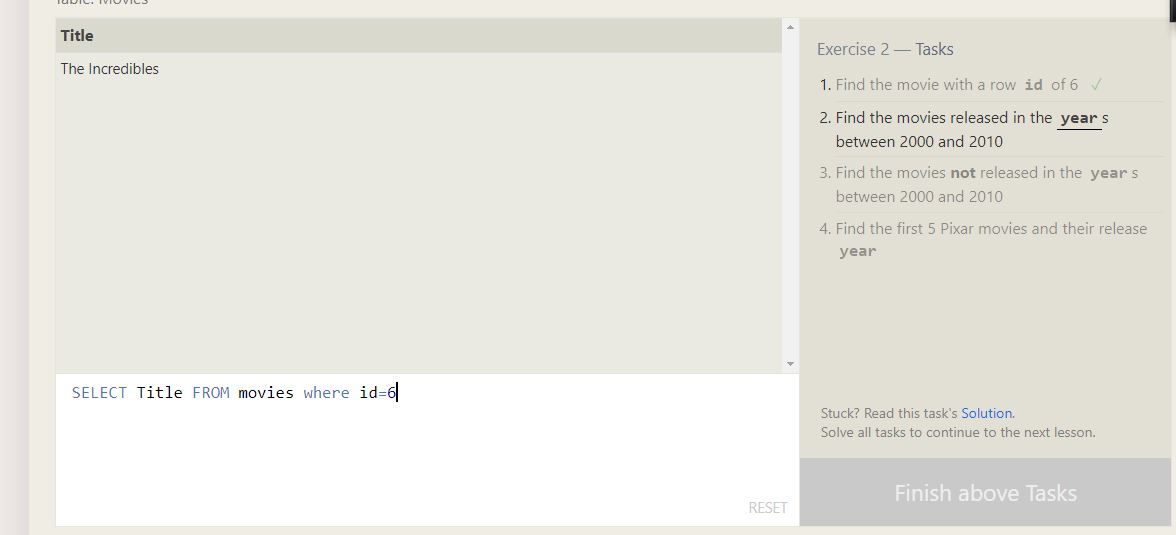 Table: Movies
Title
The Incredibles
SELECT Title FROM movies where id=6
RESET
Exercise 2 — Tasks
1. Find the movie with a row id of 6 ✓
2. Find the movies released in the year s
between 2000 and 2010
3. Find the movies not released in the year s
between 2000 and 2010
4. Find the first 5 Pixar movies and their release
year
Stuck? Read this task's Solution.
Solve all tasks to continue to the next lesson.
Finish above Tasks